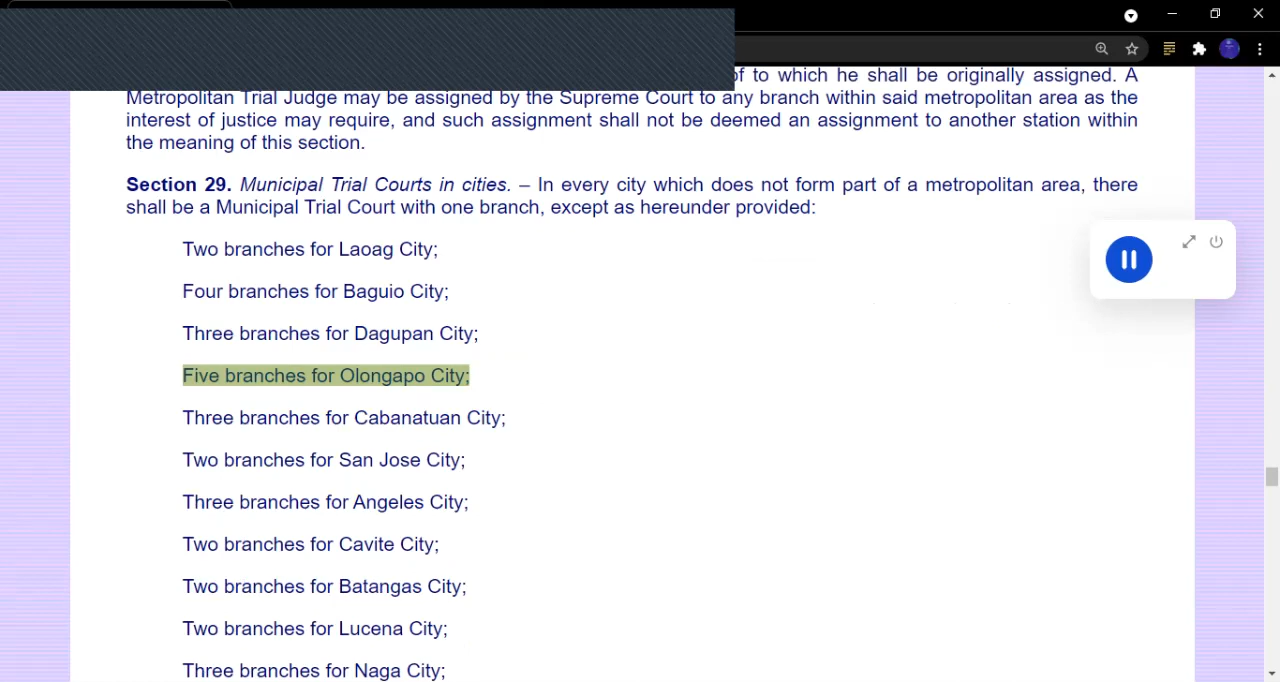 of to which he shall be originally assigned. A
Metropolitan Trial Judge may be assigned by the Supreme Court to any branch within said metropolitan area as the
interest of justice may require, and such assignment shall not be deemed an assignment to another station within
the meaning of this section.
Section 29. Municipal Trial Courts in cities. – In every city which does not form part of a metropolitan area, there
shall be a Municipal Trial Court with one branch, except as hereunder provided:
Two branches for Laoag City;
Four branches for Baguio City;
Three branches for Dagupan City;
Five branches for Olongapo City;
Three branches for Cabanatuan City;
Two branches for San Jose City;
Three branches for Angeles City;
Two branches for Cavite City;
Two branches for Batangas City;
Two branches for Lucena City;
Three branches for Naga City;